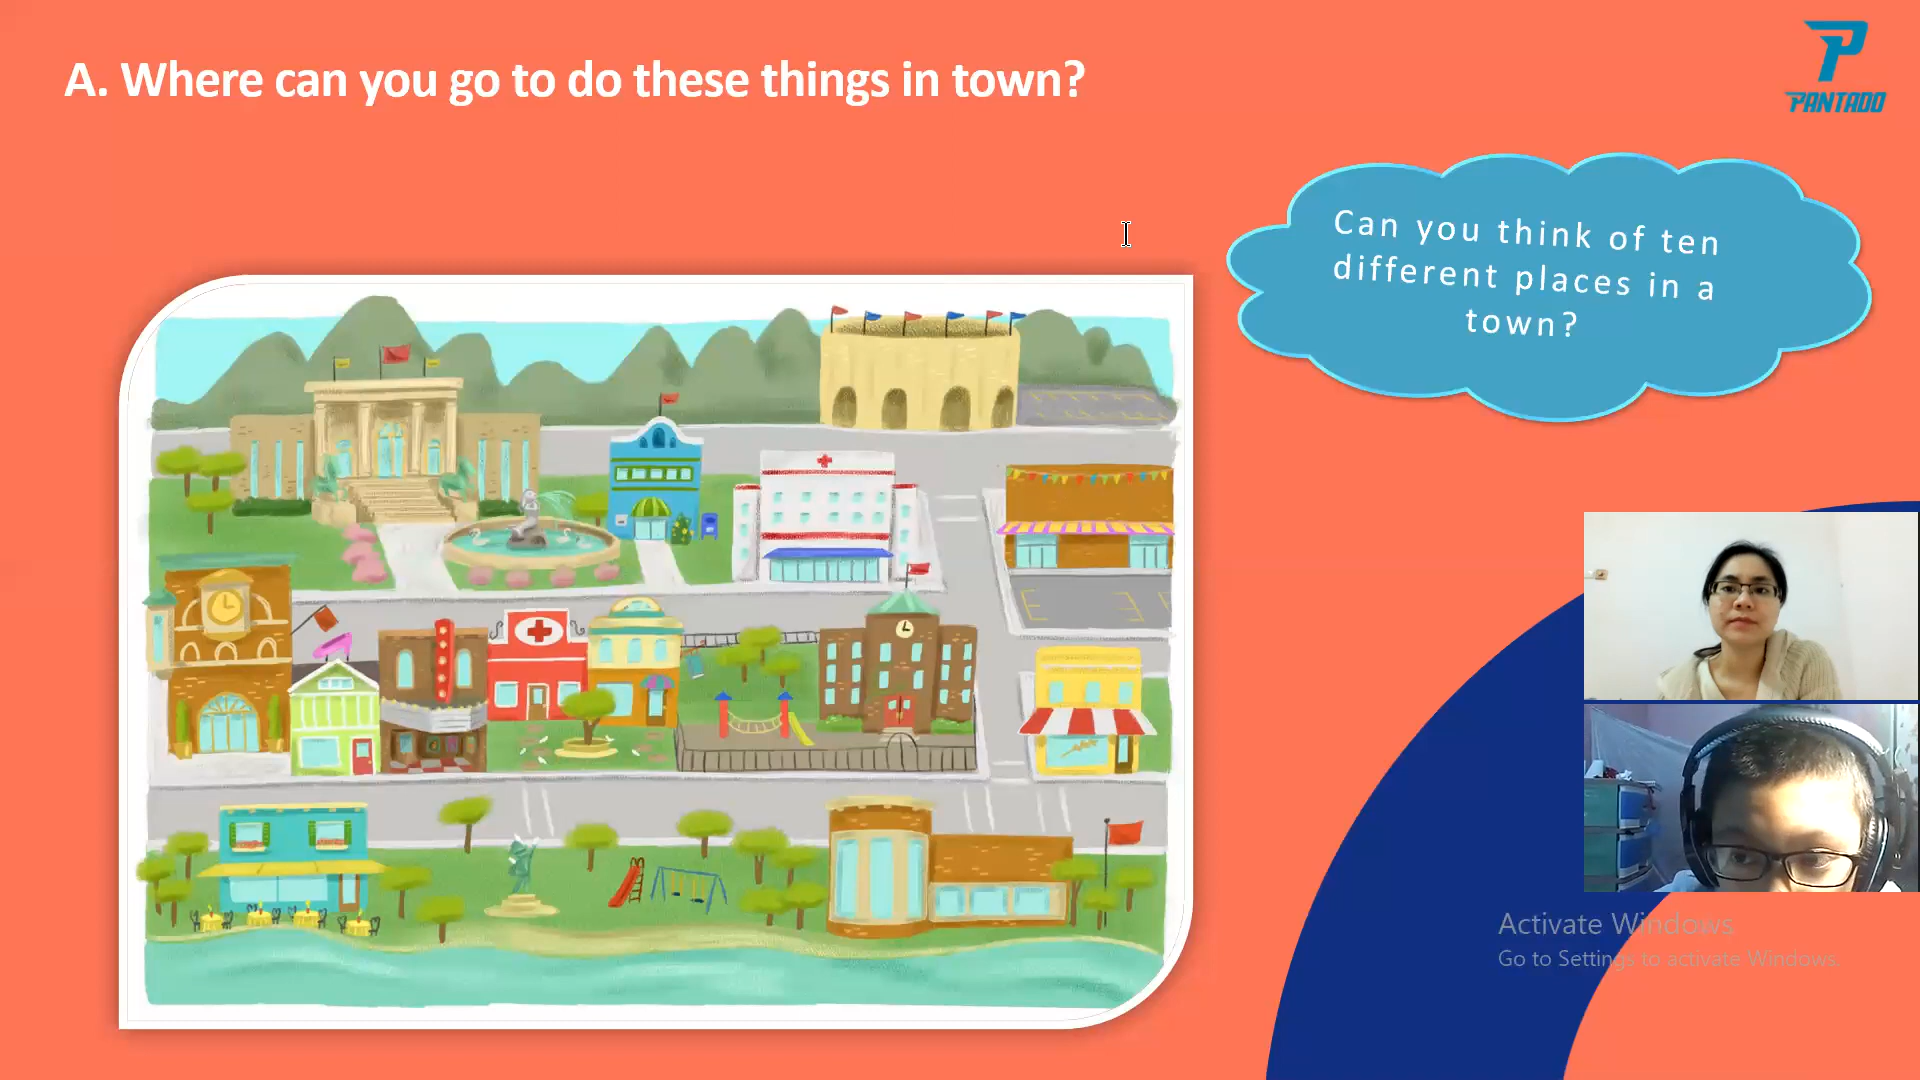 A. Where can you go to do these things in town?
PANTADO
Can you think of ten
different places in a
town?
Activate Windows
Go to Settings to activate Windows.